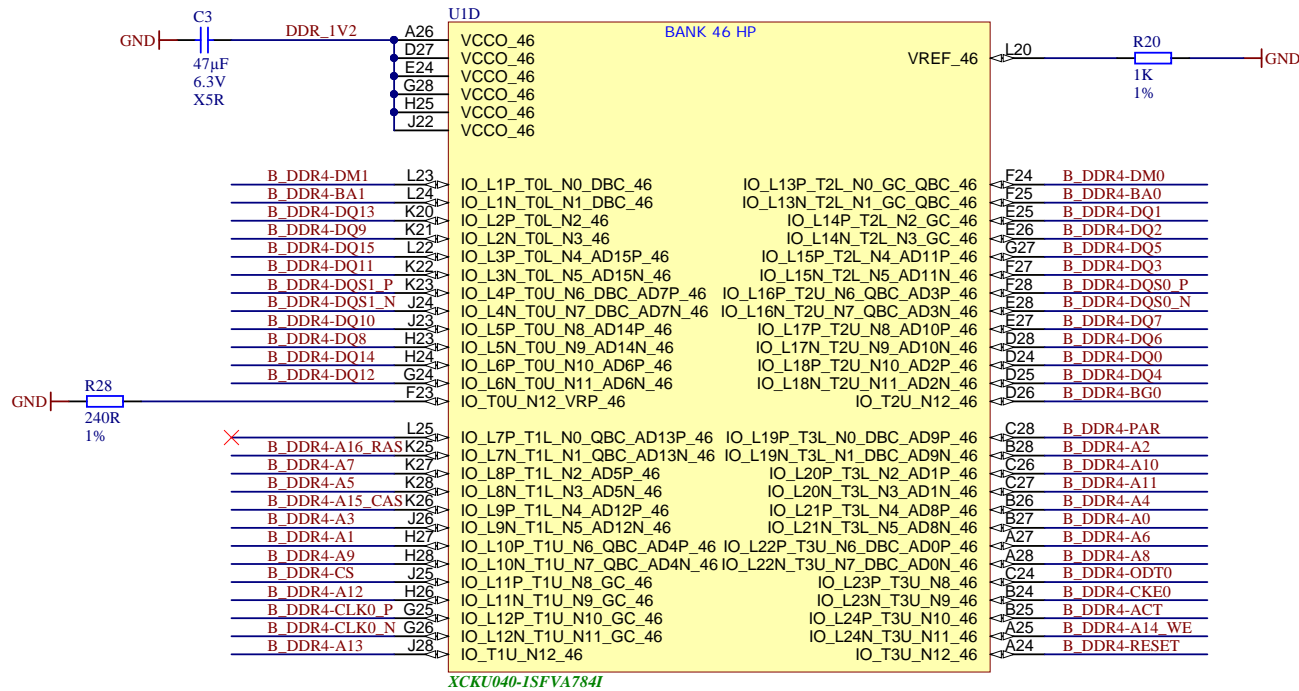 U1D
BANK 46 HP
C3
GND
47µF
6.3V
X5R
DDR_1V2
A26 VCCO_46
D27 VCCO_46
E24 VCCO_46
G28 VCCO_46
H25 VCCO_46
J22 VCCO_46
VREF_46 L20
R20
1K
1%
GND
B_DDR4-DM1 L23 IO_L1P_T0L_N0_DBC_46 IO_L13P_T2L_N0_GC_QBC_46 F24 B_DDR4-DM0
B_DDR4-BA1 L24 IO_L1N_T0L_N1_DBC_46 IO_L13N_T2L_N1_GC_QBC_46 F25 B_DDR4-BA0
B_DDR4-DQ13 K20 IO_L2P_T0L_N2_46 IO_L14P_T2L_N2_GC_46 E25 B_DDR4-DQ1
B_DDR4-DQ9 K21 IO_L2N_T0L_N3_46 IO_L14N_T2L_N3_GC_46 E26 B_DDR4-DQ2
B_DDR4-DQ15 L22 IO_L3P_T0L_N4_AD15P_46 IO_L15P_T2L_N4_AD11P_46 G27 B_DDR4-DQ5
B_DDR4-DQ11 K22 IO_L3N_T0L_N5_AD15N_46 IO_L15N_T2L_N5_AD11N_46 F27 B_DDR4-DQ3
B_DDR4-DQS1_P K23 IO_L4P_T0U_N6_DBC_AD7P_46 IO_L16P_T2U_N6_QBC_AD3P_46 F28 B_DDR4-DQS0_P
B_DDR4-DQS1_N J24 IO_L4N_T0U_N7_DBC_AD7N_46 IO_L16N_T2U_N7_QBC_AD3N_46 E28 B_DDR4-DQS0_N
B_DDR4-DQ10 J23 IO_L5P_T0U_N8_AD14P_46 IO_L17P_T2U_N8_AD10P_46 E27 B_DDR4-DQ7
B_DDR4-DQ8 H23 IO_L5N_T0U_N9_AD14N_46 IO_L17N_T2U_N9_AD10N_46 D28 B_DDR4-DQ6
B_DDR4-DQ14 H24 IO_L6P_T0U_N10_AD6P_46 IO_L18P_T2U_N10_AD2P_46 D24 B_DDR4-DQ0
B_DDR4-DQ12 G24 IO_L6N_T0U_N11_AD6N_46 IO_L18N_T2U_N11_AD2N_46 D25 B_DDR4-DQ4
R28
GND
240R
1%
F23 IO_T0U_N12_VRP_46 IO_T2U_N12_46 D26 B_DDR4-BG0
L25 IO_L7P_T1L_N0_QBC_AD13P_46 IO_L19P_T3L_N0_DBC_AD9P_46 C28 B_DDR4-PAR
B_DDR4-A16_RAS K25 IO_L7N_T1L_N1_QBC_AD13N_46 IO_L19N_T3L_N1_DBC_AD9N_46 B28 B_DDR4-A2
B_DDR4-A7 K27 IO_L8P_T1L_N2_AD5P_46 IO_L20P_T3L_N2_AD1P_46 C26 B_DDR4-A10
B_DDR4-A5 K28 IO_L8N_T1L_N3_AD5N_46 IO_L20N_T3L_N3_AD1N_46 C27 B_DDR4-A11
B_DDR4-A15_CAS K26 IO_L9P_T1L_N4_AD12P_46 IO_L21P_T3L_N4_AD8P_46 B26 B_DDR4-A4
B_DDR4-A3 J26 IO_L9N_T1L_N5_AD12N_46 IO_L21N_T3L_N5_AD8N_46 B27 B_DDR4-A0
B_DDR4-A1 H27 IO_L10P_T1U_N6_QBC_AD4P_46 IO_L22P_T3U_N6_DBC_AD0P_46 A27 B_DDR4-A6
B_DDR4-A9 H28 IO_L10N_T1U_N7_QBC_AD4N_46 IO_L22N_T3U_N7_DBC_AD0N_46 A28 B_DDR4-A8
B_DDR4-CS J25 IO_L11P_T1U_N8_GC_46 IO_L23P_T3U_N8_46 C24 B_DDR4-ODT0
B_DDR4-A12 H26 IO_L11N_T1U_N9_GC_46 IO_L23N_T3U_N9_46 B24 B_DDR4-CKE0
B_DDR4-CLK0_P G25 IO_L12P_T1U_N10_GC_46 IO_L24P_T3U_N10_46 B25 B_DDR4-ACT
B_DDR4-CLK0_N G26 IO_L12N_T1U_N11_GC_46 IO_L24N_T3U_N11_46 A25 B_DDR4-A14_WE
B_DDR4-A13 J28 IO_T1U_N12_46 IO_T3U_N12_46 A24 B_DDR4-RESET
XCKU040-1SFVA784I